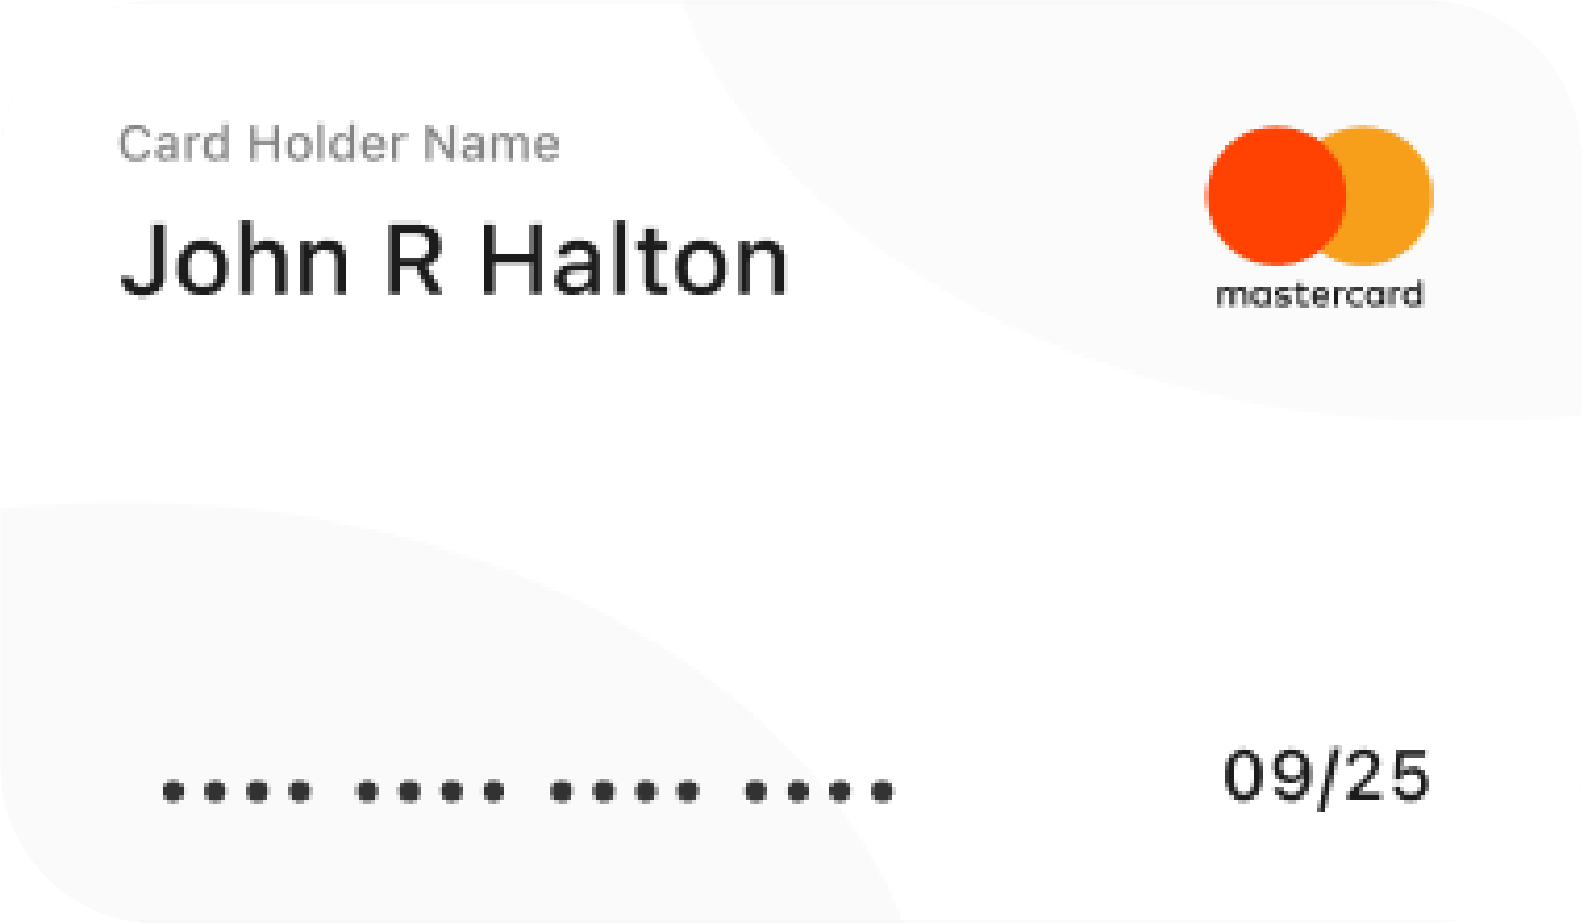 Card Holder Name
John R Halton
mastercard
•••• •••• •••• ••••
09/25